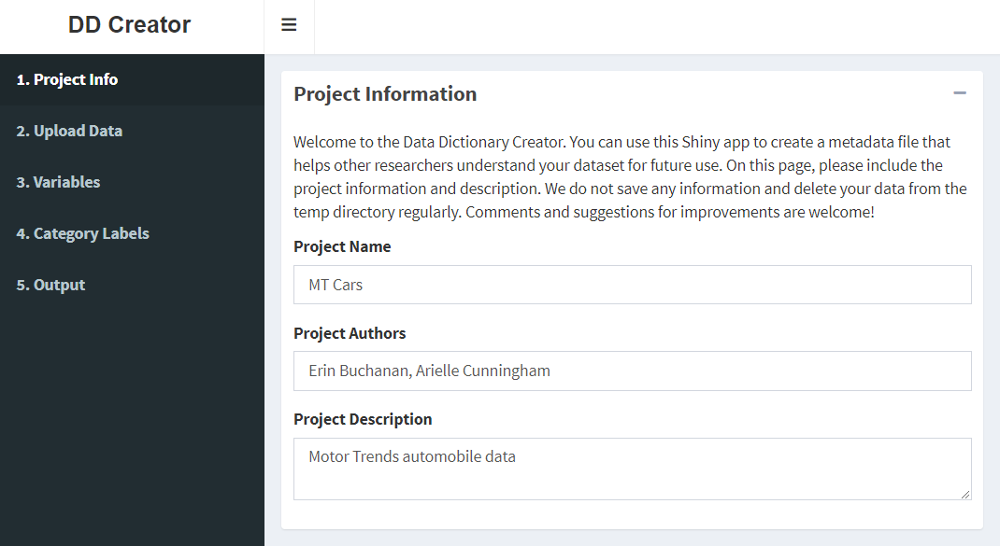 DD Creator
1. Project Info
2. Upload Data
3. Variables
4. Category Labels
5. Output
Project Information
Welcome to the Data Dictionary Creator. You can use this Shiny app to create a metadata file that
helps other researchers understand your dataset for future use. On this page, please include the
project information and description. We do not save any information and delete your data from the
temp directory regularly. Comments and suggestions for improvements are welcome!
Project Name
MT Cars
Project Authors
Erin Buchanan, Arielle Cunningham
Project Description
Motor Trends automobile data